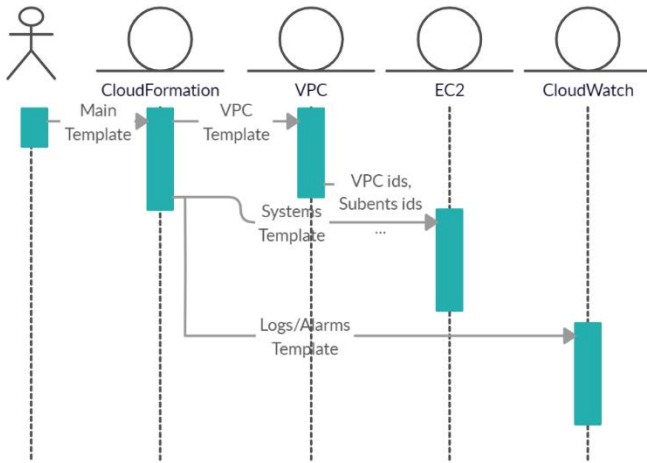 CloudFormation
VPC
EC2
CloudWatch
Main
Template
VPC
Template
VPC ids,
Subents ids
...
Systems
Template
Logs/Alarms
Template